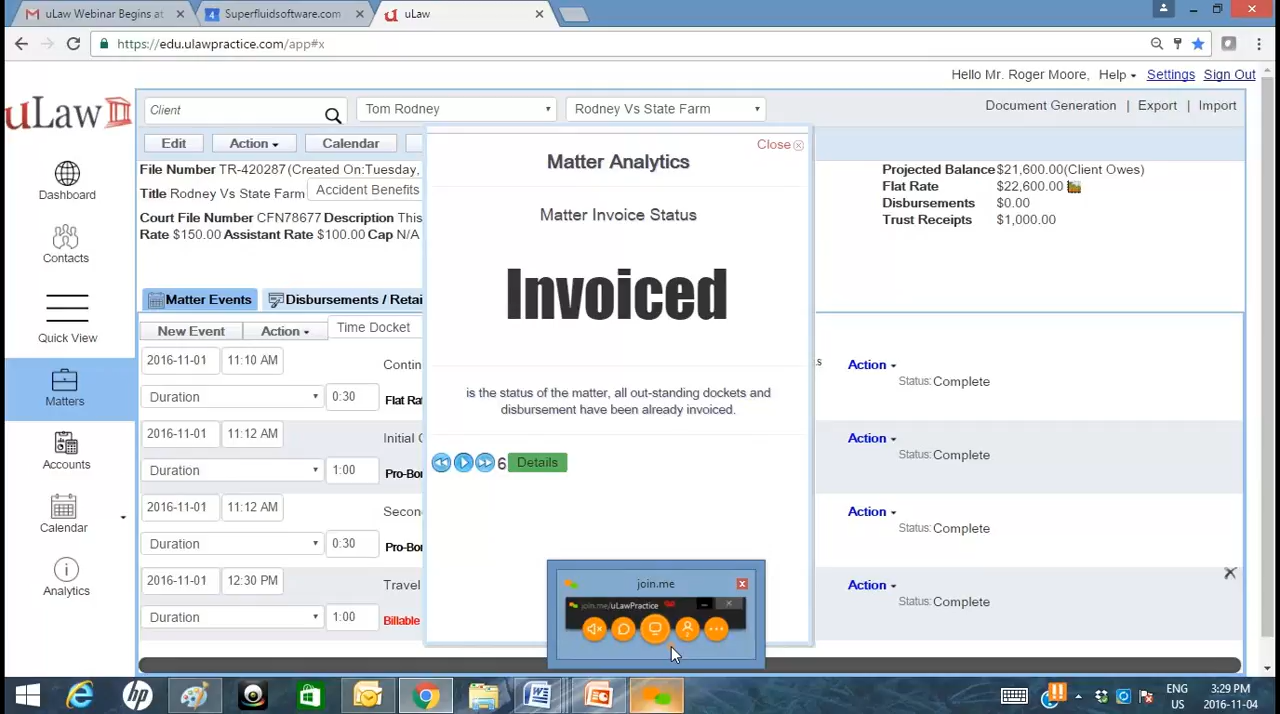 uLaw Webinar Begins at
Superfluidsoftware.com
uLaw
https://edu.ulawpractice.com/app#x
uLaw
Hello Mr. Roger Moore, Help Settings Sign Out
Client
Tom Rodney
Rodney Vs State Farm
Document Generation | Export | Import
Edit
Action
Calendar
File Number TR-420287(Created On:Tuesday,
Title Rodney Vs State Farm
Accident Benefits
Court File Number CFN78677 Description This
Rate $150.00 Assistant Rate $100.00 Cap N/A
Projected Balance $21,600.00(Client Owes)
Flat Rate $22,600.00
Disbursements $0.00
Trust Receipts $1,000.00
Dashboard
Contacts
Quick View
Matters
Accounts
Calendar
Analytics
Close
Matter Analytics
Matter Invoice Status
Invoiced
is the status of the matter, all out-standing dockets and
disbursement have been already invoiced.
6 Details
Matter Events
Disbursements / Retai
New Event
Action
Time Docket
2016-11-01 11:10 AM Contin
Action
Status: Complete
Duration 0:30 Flat Ra
2016-11-01 11:12 AM Initial C
Action
Status: Complete
Duration 1:00 Pro-Bon
2016-11-01 11:12 AM Secon
Action
Status: Complete
Duration 0:30 Pro-Bon
2016-11-01 12:30 PM Travel
Action
Status: Complete
Duration 1:00 Billable
join.me
join.me/uLawPractice
ENG 3:29 PM
US 2016-11-04